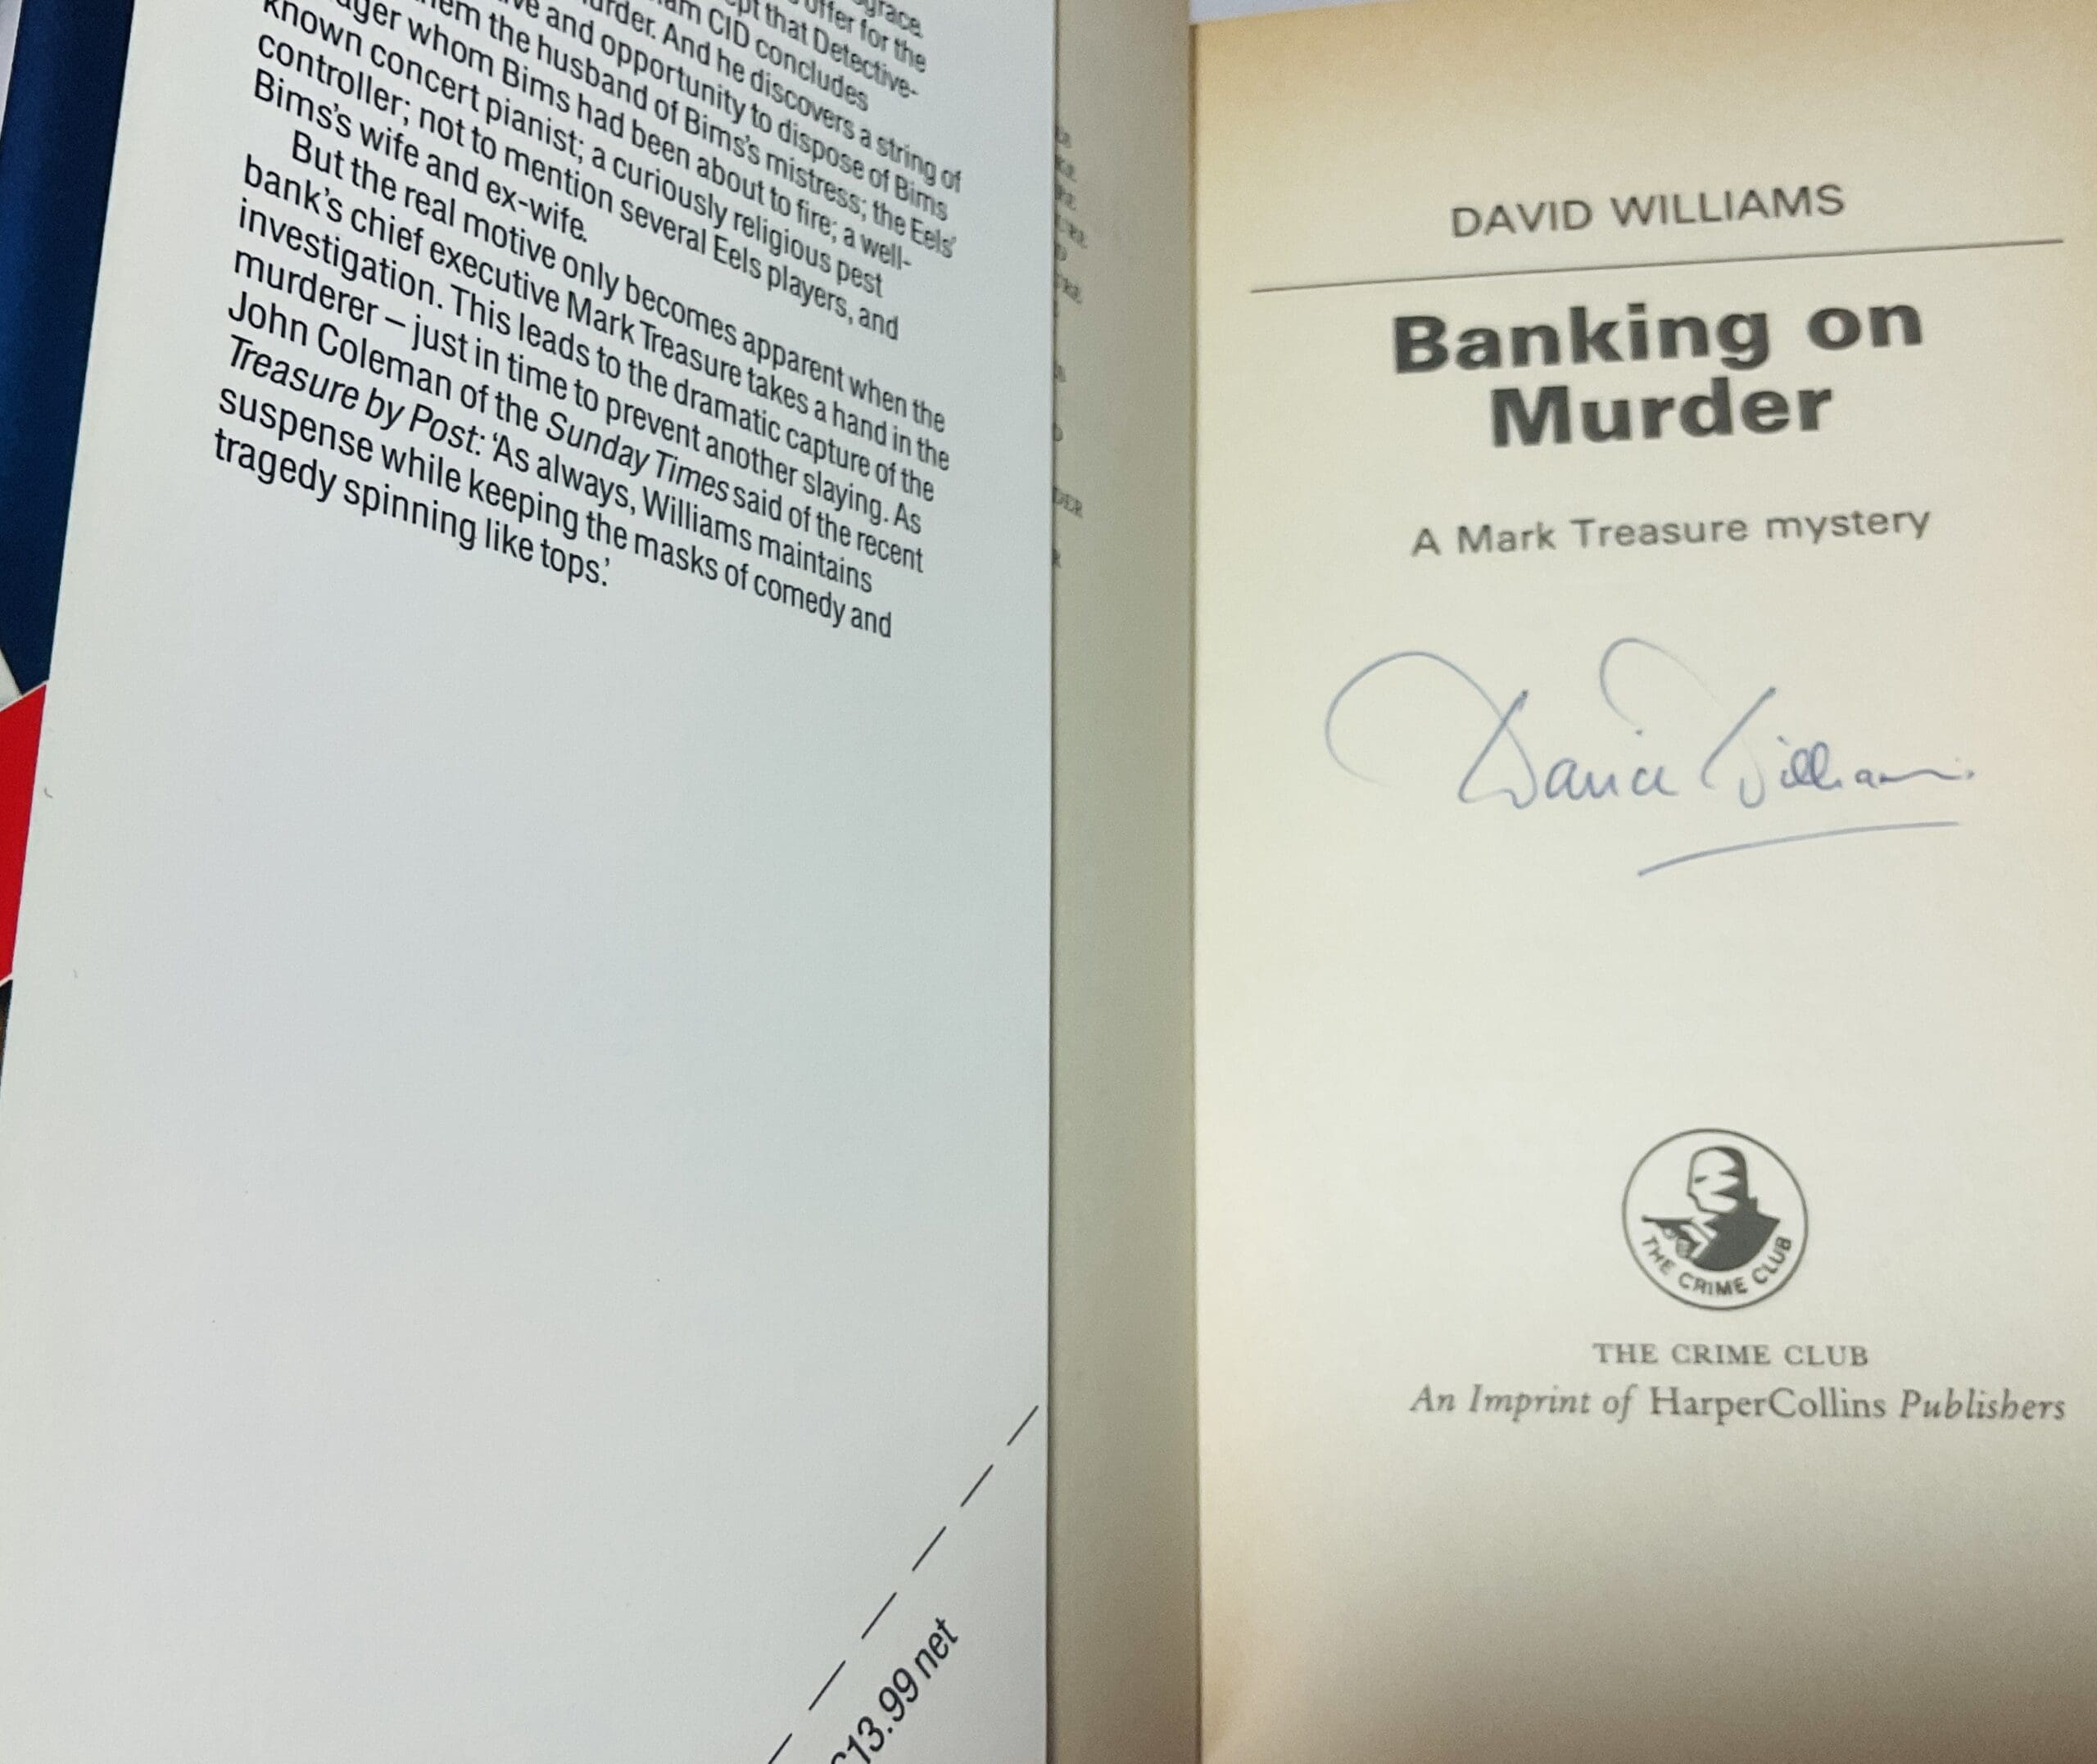 grace.
offer for the
that Detective-
CID concludes
murder. And he discovers a string of
and opportunity to dispose of Bims
the husband of Bims's mistress; the Eels'
whom Bims had been about to fire; a well-
known concert pianist; a curiously religious pest
controller; not to mention several Eels players, and
Bims's wife and ex-wife.
But the real motive only becomes apparent when the
bank's chief executive Mark Treasure takes a hand in the
investigation. This leads to the dramatic capture of the
murderer – just in time to prevent another slaying. As
John Coleman of the Sunday Times said of the recent
Treasure by Post: 'As always, Williams maintains
suspense while keeping the masks of comedy and
tragedy spinning like tops.'
£13.99 net
DAVID WILLIAMS
Banking on
Murder
A Mark Treasure mystery
David Williams
THE CRIME CLUB
THE CRIME CLUB
An Imprint of HarperCollins Publishers